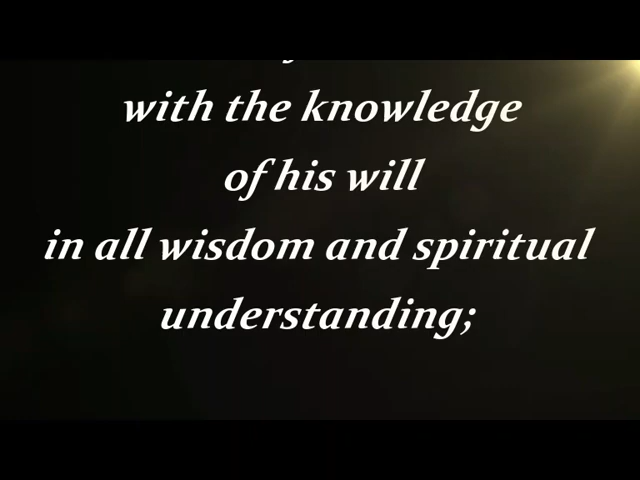 with the knowledge
of his will
in all wisdom and spiritual
understanding;